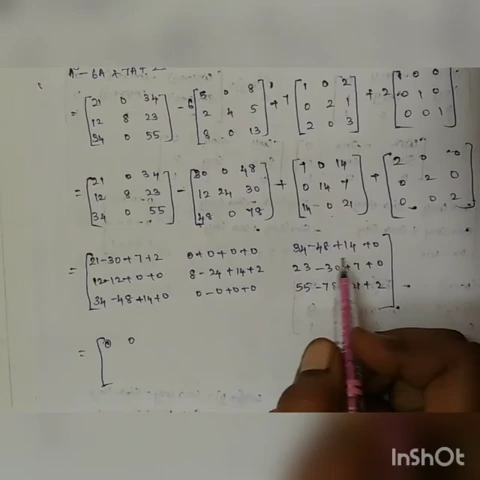 A³ - 6A² + 7A + 2I
= [21 0 34 - 6 [5 0 8 + 7 [1 0 2 + 2 [1 0 0
12 8 23 2 4 5 0 2 1 0 1 0
34 0 55] 8 0 13] 2 0 3] 0 0 1]
= [21 0 34 - [30 0 48 + [7 0 14 + [2 0 0
12 8 23 12 24 30 0 14 7 0 2 0
34 0 55] 48 0 78] 14 0 21] 0 0 2]
= [21-30+7+2 0+0+0+0 34-48+14+0
12-12+0+0 8-24+14+2 23-30+7+0
34-48+14+0 0-0+0+0 55-78+21+2]
= [0 0
InShOt